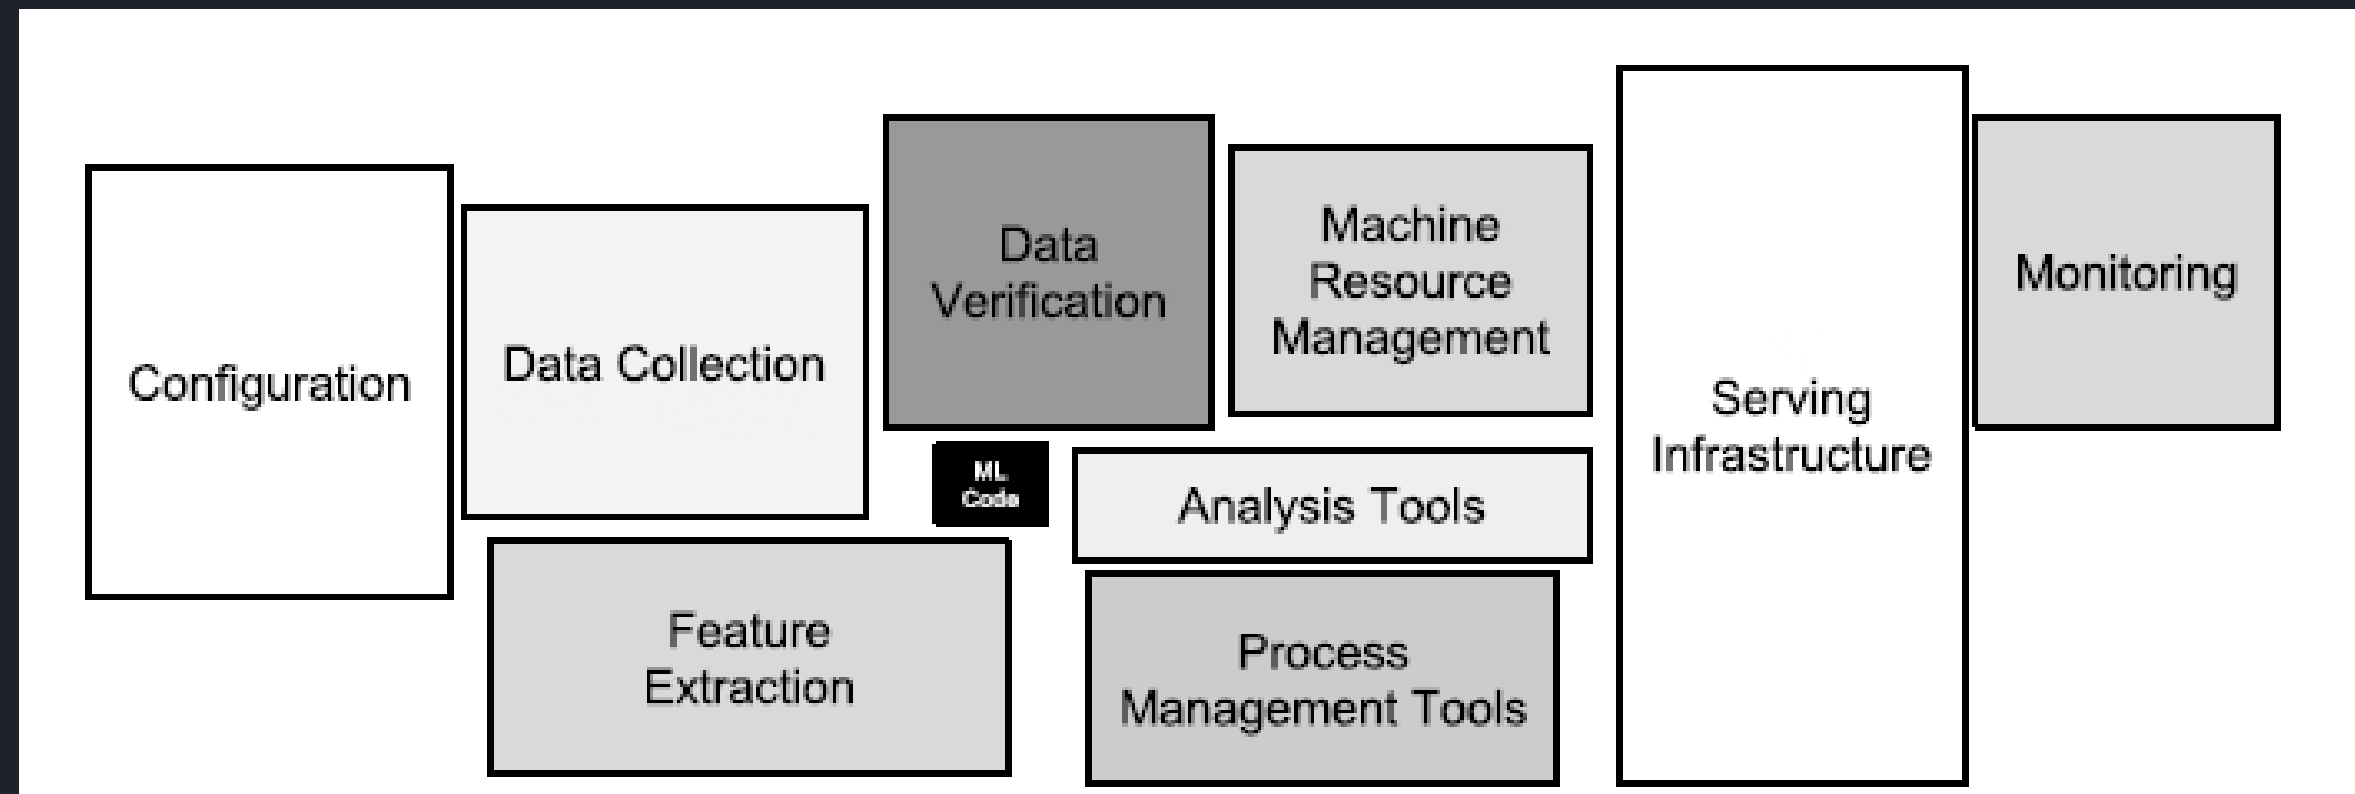 Configuration
Data Collection
Data
Verification
Machine
Resource
Management
Monitoring
Serving
Infrastructure
ML
Code
Analysis Tools
Feature
Extraction
Process
Management Tools